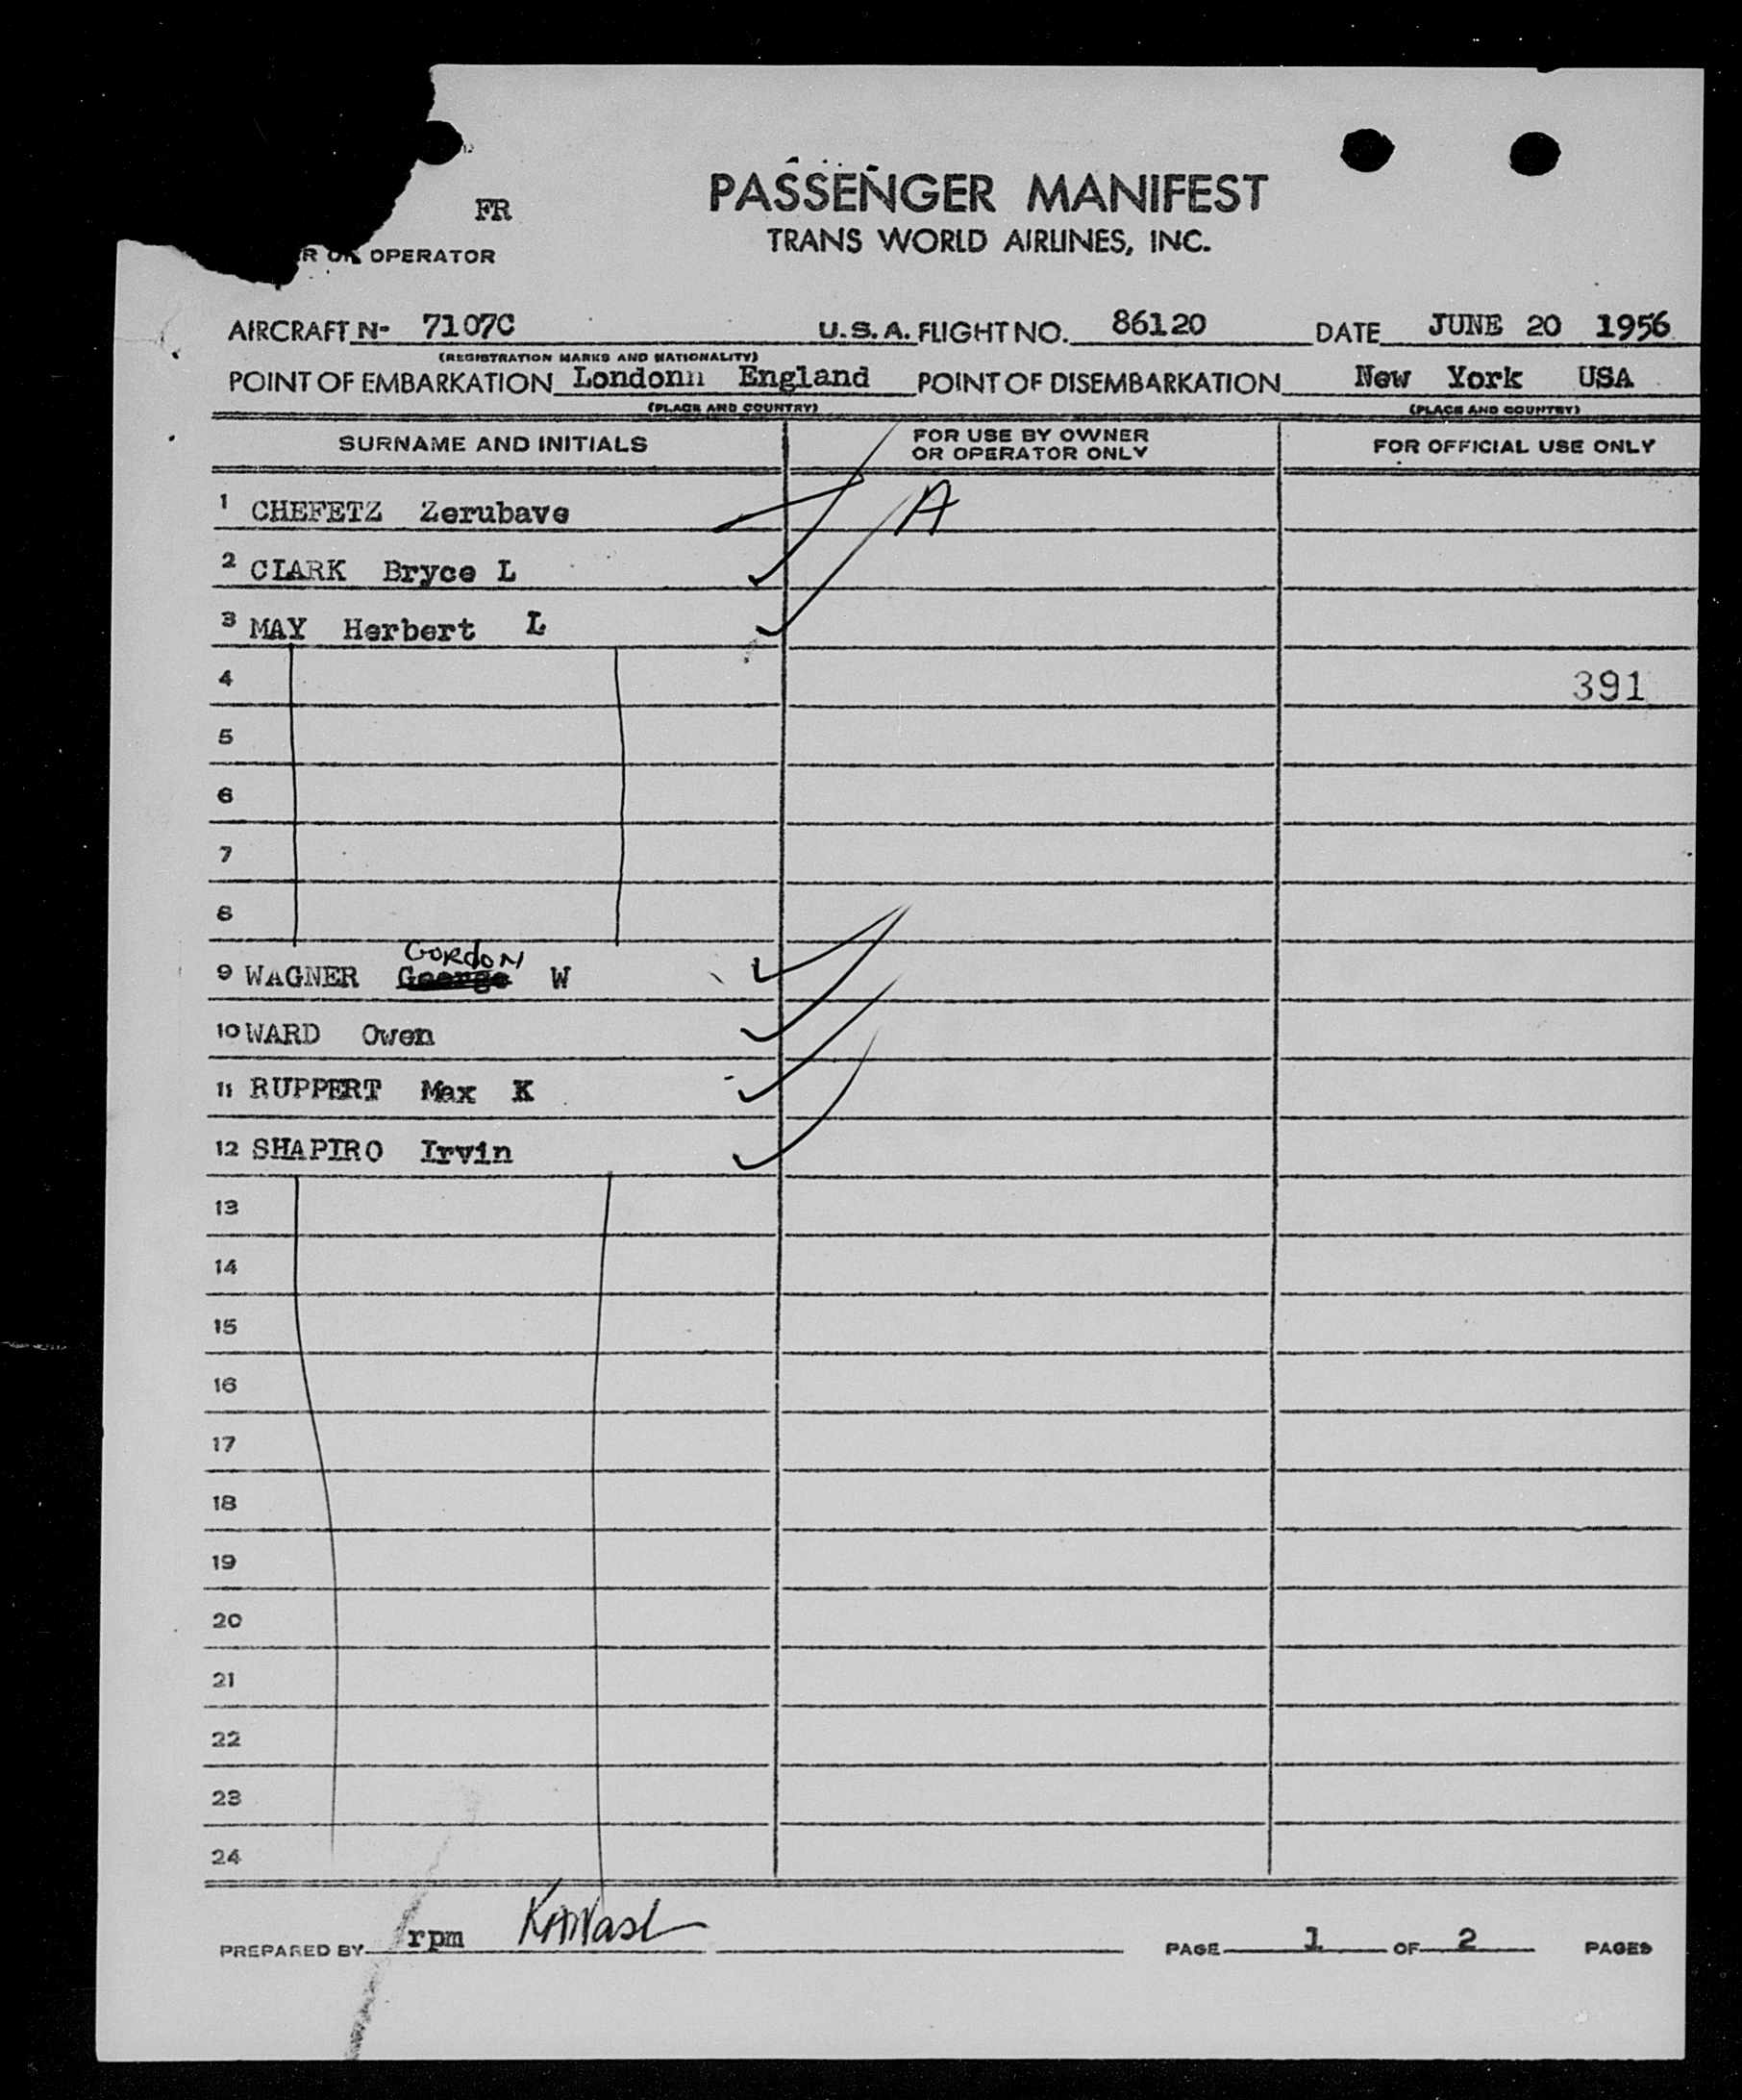 FR
PASSENGER MANIFEST
TRANS WORLD AIRLINES, INC.
OPERATOR
AIRCRAFT N- 7107C U.S.A. FLIGHT NO. 86120 DATE JUNE 20 1956
(REGISTRATION MARKS AND NATIONALITY)
POINT OF EMBARKATION Londonn England POINT OF DISEMBARKATION New York USA
(PLACE AND COUNTRY) (PLACE AND COUNTRY)
SURNAME AND INITIALS FOR USE BY OWNER OR OPERATOR ONLY FOR OFFICIAL USE ONLY
1 CHEFETZ Zerubave A
2 CLARK Bryce L
3 MAY Herbert L
4 391
5
6
7
8
GORDON
9 WAGNER George W
10 WARD Owen
11 RUPPERT Max K
12 SHAPIRO Irvin
13
14
15
16
17
18
19
20
21
22
23
24
PREPARED BY rpm PAGE 1 OF 2 PAGES